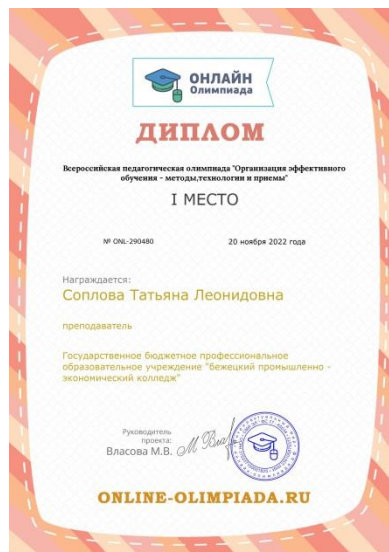 ОНЛАЙН
Олимпиада
ДИПЛОМ
Всероссийская педагогическая олимпиада "Организация эффективного
обучения - методы,технологии и приемы"
I МЕСТО
№ ONL-290480 20 ноября 2022 года
Награждается:
Соплова Татьяна Леонидовна
преподаватель
Государственное бюджетное профессиональное
образовательное учреждение "Бежецкий промышленно -
экономический колледж"
Руководитель
проекта:
Власова М.В.
ONLINE-OLIMPIADA.RU